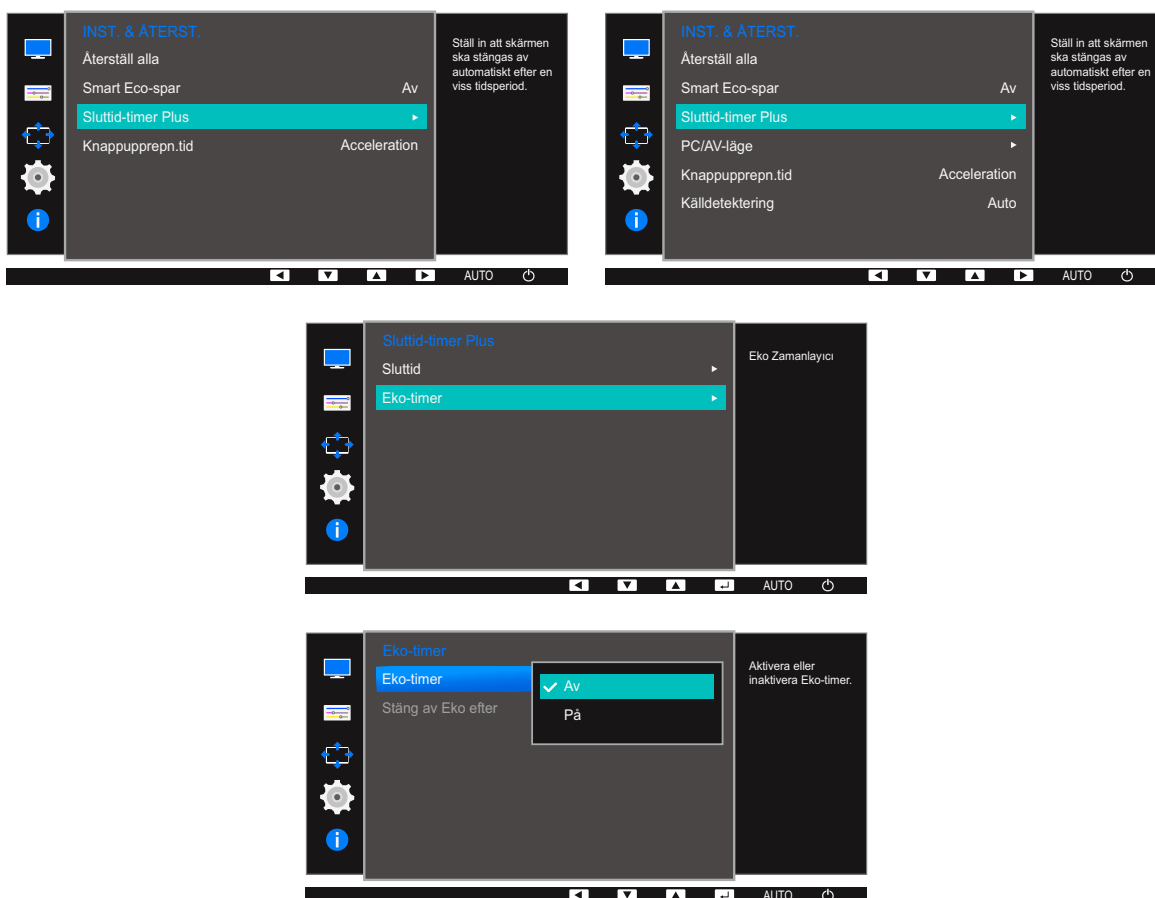 INST. & ÅTERST.
Återställ alla
Smart Eco-spar Av
Sluttid-timer Plus
Knappupprepn.tid Acceleration
Ställ in att skärmen
ska stängas av
automatiskt efter en
viss tidsperiod.
AUTO
INST. & ÅTERST.
Återställ alla
Smart Eco-spar Av
Sluttid-timer Plus
PC/AV-läge
Knappupprepn.tid Acceleration
Källdetektering Auto
Ställ in att skärmen
ska stängas av
automatiskt efter en
viss tidsperiod.
AUTO
Sluttid-timer Plus
Sluttid
Eko-timer
Eko Zamanlayıcı
AUTO
Eko-timer
Eko-timer
Stäng av Eko efter
Av
På
Aktivera eller
inaktivera Eko-timer.
AUTO